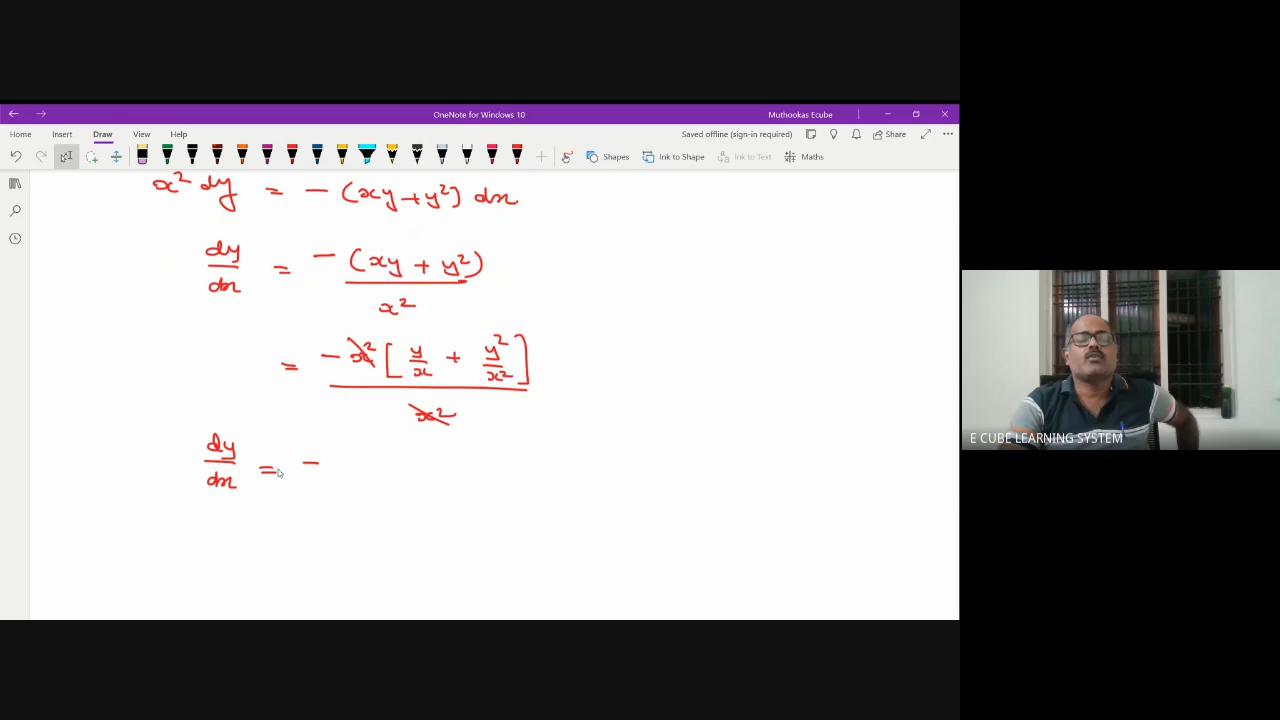 OneNote for Windows 10
Muthookas Ecube
Home Insert Draw View Help
Saved offline (sign-in required) Share
Shapes Ink to Shape Ink to Text Maths
x² dy = - (xy + y²) dx
dy/dx = - (xy + y²) / x²
= - x² [ y/x + y²/x² ] / x²
dy/dx = -
E CUBE LEARNING SYSTEM